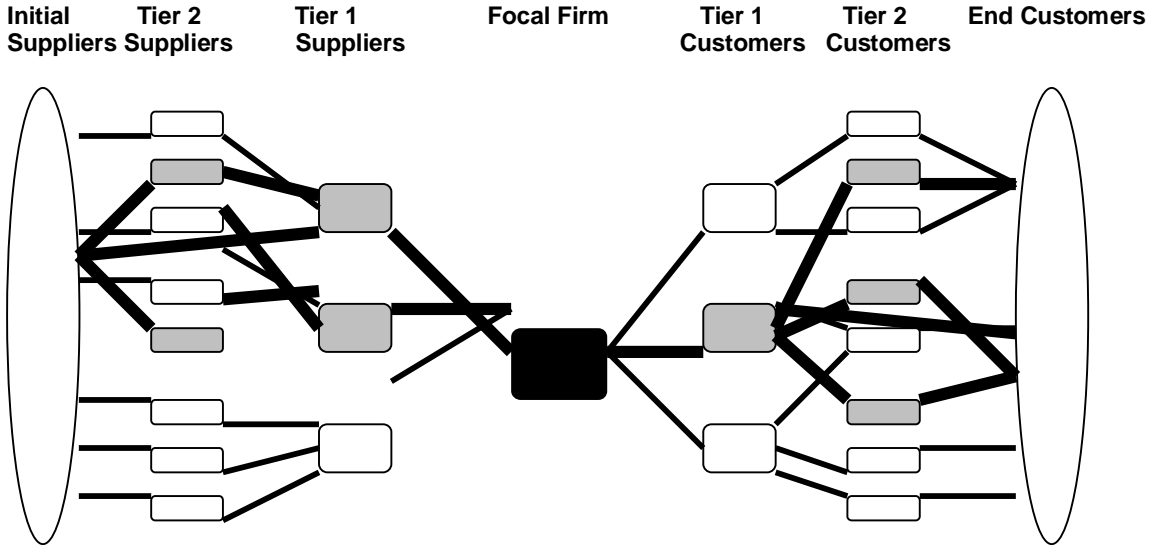 Initial Suppliers
Tier 2 Suppliers
Tier 1 Suppliers
Focal Firm
Tier 1 Customers
Tier 2 Customers
End Customers